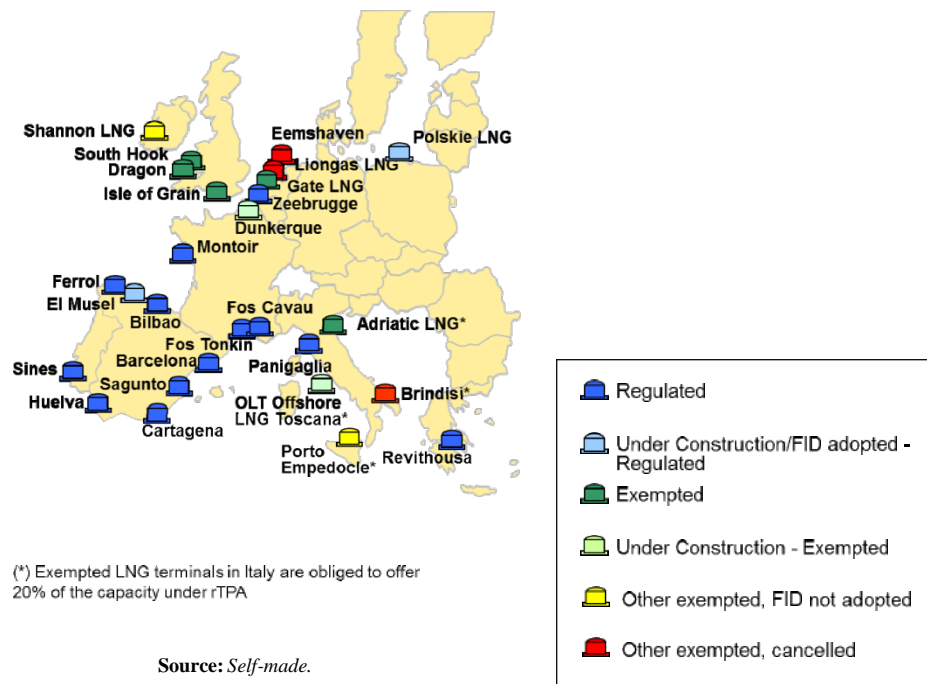 Shannon LNG
Eemshaven
Polskie LNG
South Hook
Dragon
Liongas LNG
Isle of Grain
Gate LNG
Zeebrugge
Dunkerque
Montoir
Ferrol
El Musel
Bilbao
Fos Cavau
Adriatic LNG*
Fos Tonkin
Barcelona
Panigaglia
Sines
Sagunto
Huelva
Cartagena
OLT Offshore
LNG Toscana*
Brindisi*
Porto
Empedocle*
Revithousa
Regulated
Under Construction/FID adopted -
Regulated
Exempted
Under Construction - Exempted
Other exempted, FID not adopted
Other exempted, cancelled
(*) Exempted LNG terminals in Italy are obliged to offer
20% of the capacity under rTPA
Source: Self-made.